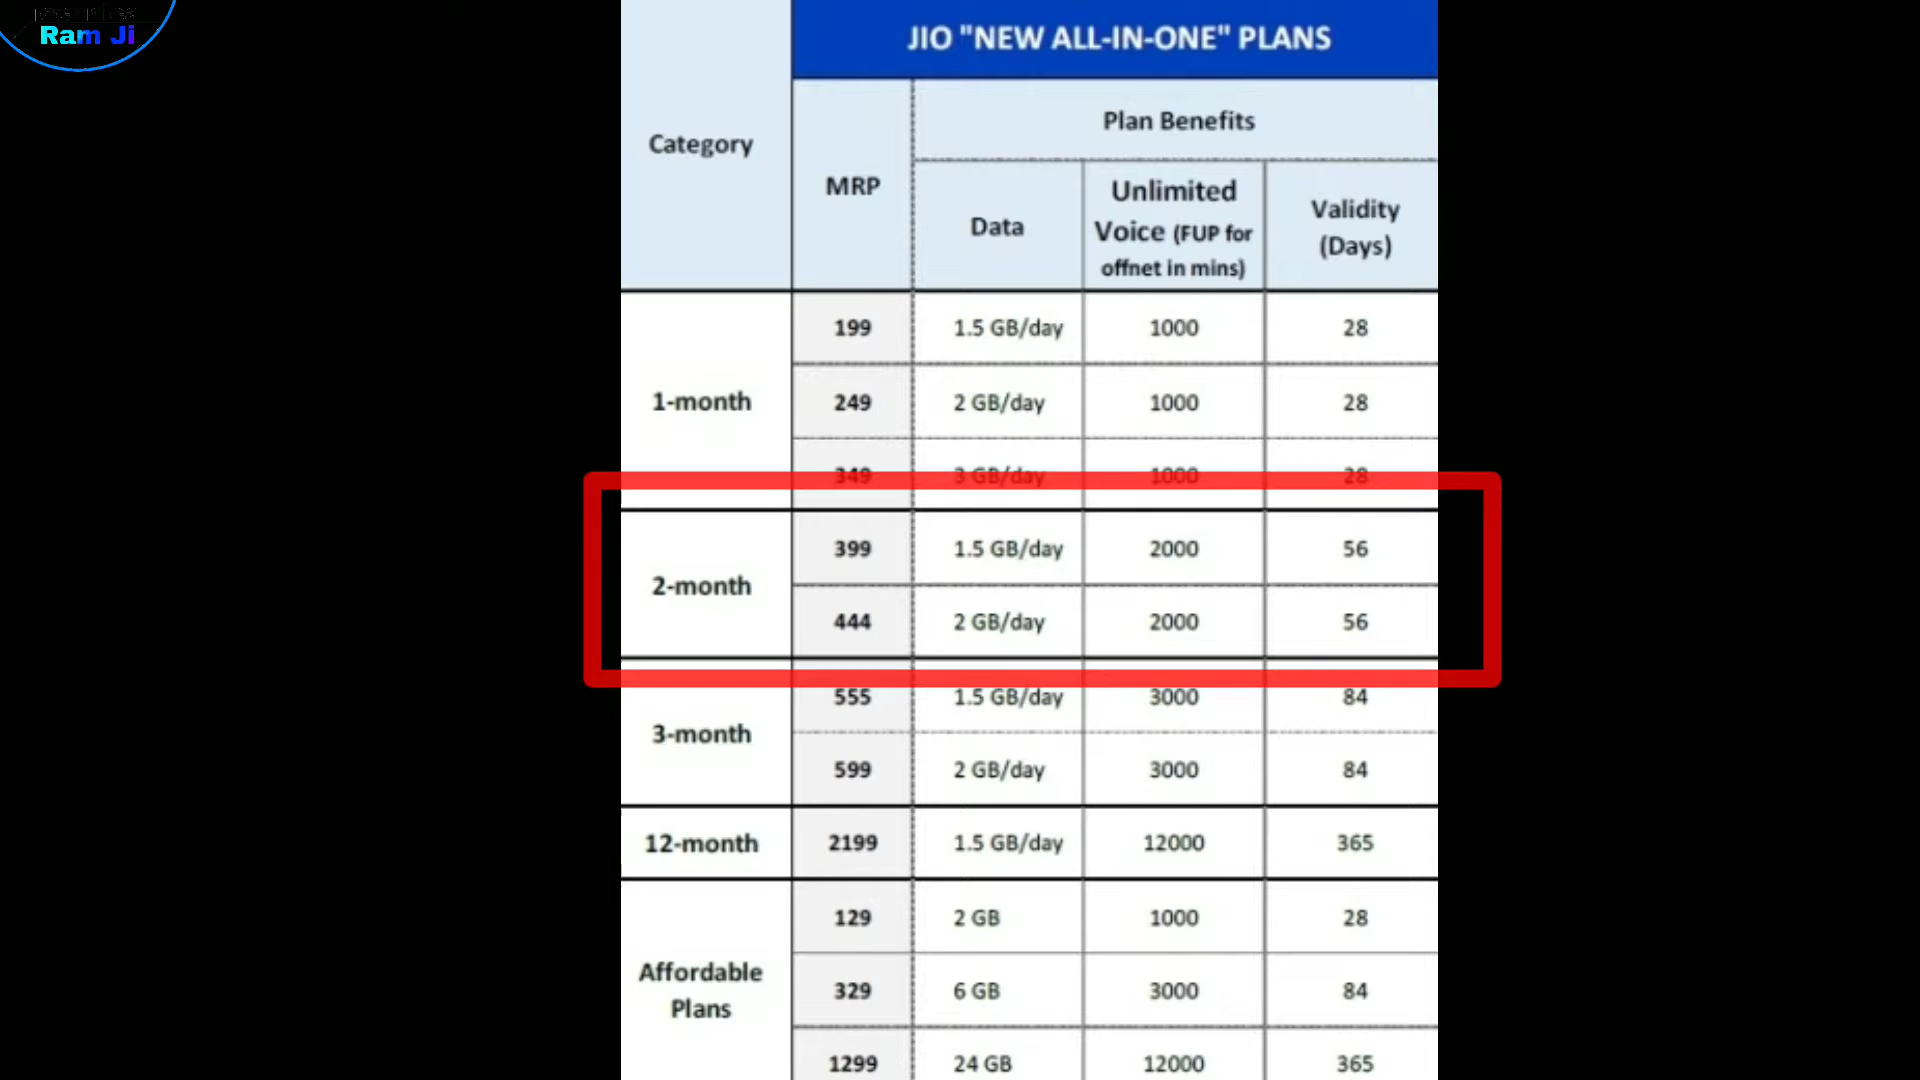 Ram Ji
JIO "NEW ALL-IN-ONE" PLANS
Category
MRP
Plan Benefits
Data
Unlimited
Voice (FUP for
offnet in mins)
Validity
(Days)
1-month
199 1.5 GB/day 1000 28
249 2 GB/day 1000 28
349 3 GB/day 1000 28
2-month
399 1.5 GB/day 2000 56
444 2 GB/day 2000 56
3-month
555 1.5 GB/day 3000 84
599 2 GB/day 3000 84
12-month 2199 1.5 GB/day 12000 365
Affordable
Plans
129 2 GB 1000 28
329 6 GB 3000 84
1299 24 GB 12000 365